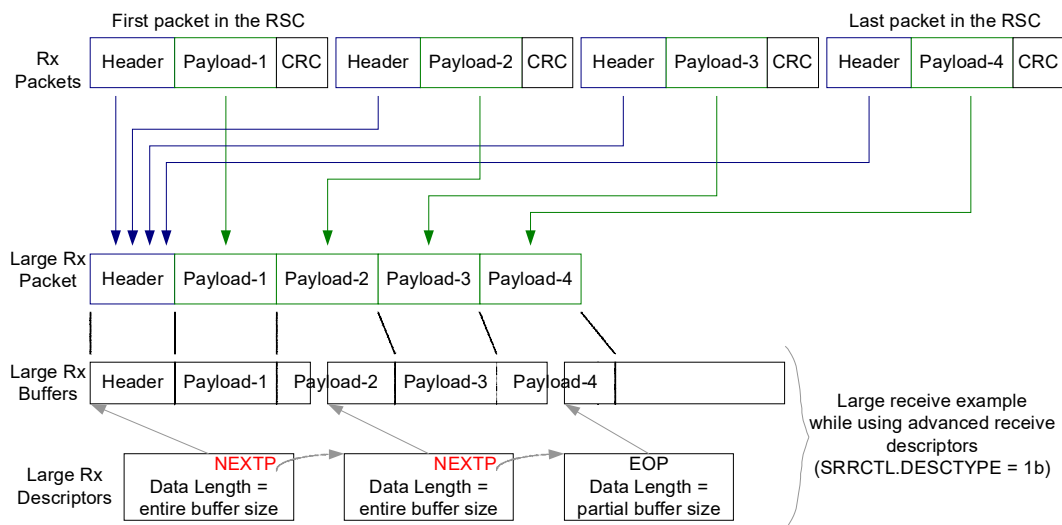 First packet in the RSC
Last packet in the RSC
Rx
Packets
Header
Payload-1
CRC
Header
Payload-2
CRC
Header
Payload-3
CRC
Header
Payload-4
CRC
Large Rx
Packet
Header
Payload-1
Payload-2
Payload-3
Payload-4
Large Rx
Buffers
Header
Payload-1
Payload-2
Payload-3
Payload-4
Large receive example
while using advanced receive
descriptors
(SRRCTL.DESCTYPE = 1b)
Large Rx
Descriptors
NEXTP
Data Length =
entire buffer size
NEXTP
Data Length =
entire buffer size
EOP
Data Length =
partial buffer size